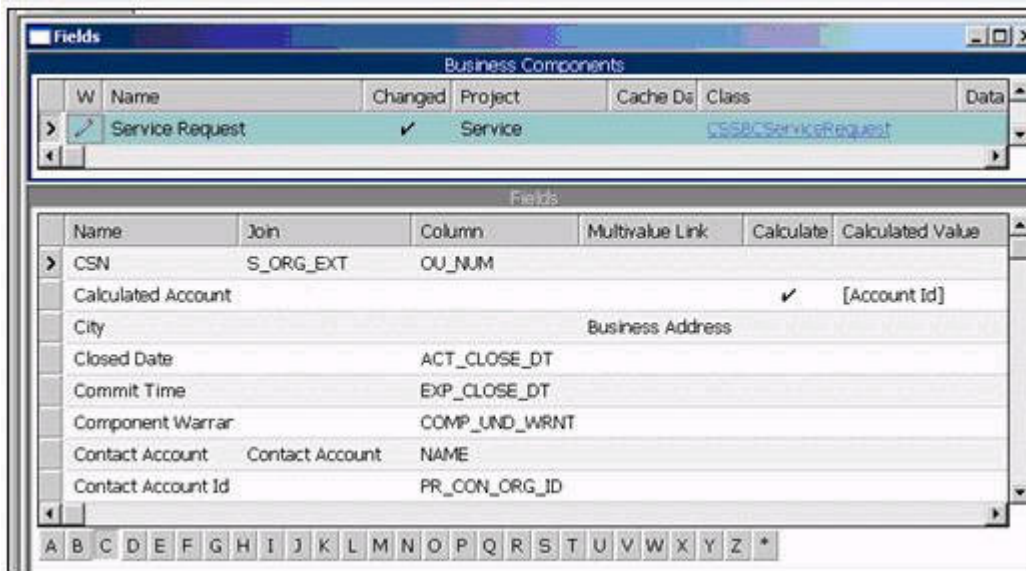 Fields
Business Components
W Name Changed Project Cache Da Class Data
Service Request Service CSSBCServiceRequest
Fields
Name Join Column Multivalue Link Calculate Calculated Value
CSN S_ORG_EXT OU_NUM
Calculated Account [Account Id]
City Business Address
Closed Date ACT_CLOSE_DT
Commit Time EXP_CLOSE_DT
Component Warrar COMP_UND_WRNT
Contact Account Contact Account NAME
Contact Account Id PR_CON_ORG_ID
A B C D E F G H I J K L M N O P Q R S T U V W X Y Z *